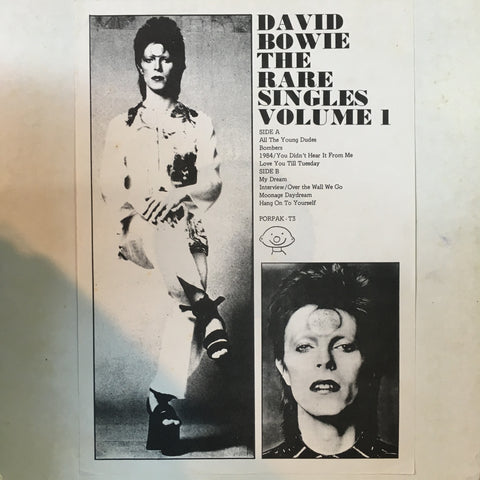 DAVID
BOWIE
THE
RARE
SINGLES
VOLUME 1
SIDE A
All The Young Dudes
Bombers
1984/You Didn't Hear It From Me
Love You Till Tuesday
SIDE B
My Dream
Interview/Over the Wall We Go
Moonage Daydream
Hang On To Yourself
PORPAK · T3